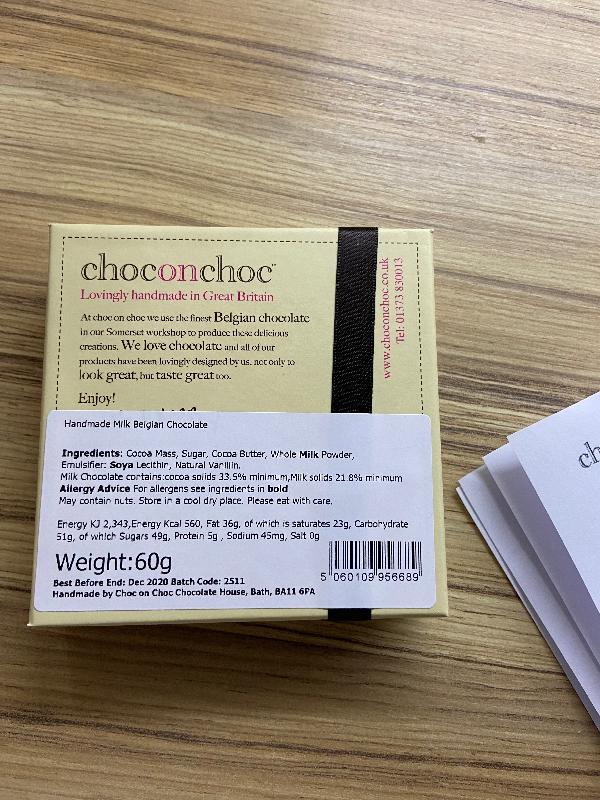 choconchoc™
Lovingly handmade in Great Britain
At choc on choc we use the finest Belgian chocolate
in our Somerset workshop to produce these delicious
creations. We love chocolate and all of our
products have been lovingly designed by us, not only to
look great, but taste great too.
Enjoy!
www.choconchoc.co.uk
Tel: 01373 830013
Handmade Milk Belgian Chocolate
Ingredients: Cocoa Mass, Sugar, Cocoa Butter, Whole Milk Powder,
Emulsifier: Soya Lecithin, Natural Vanillin.
Milk Chocolate contains:cocoa solids 33.5% minimum,Milk solids 21.8% minimum
Allergy Advice For allergens see ingredients in bold
May contain nuts. Store in a cool dry place. Please eat with care.
Energy KJ 2,343,Energy Kcal 560, Fat 36g, of which is saturates 23g, Carbohydrate
51g, of which Sugars 49g, Protein 5g , Sodium 45mg, Salt 0g
Weight:60g
5 060109 956689
Best Before End: Dec 2020 Batch Code: 2511
Handmade by Choc on Choc Chocolate House, Bath, BA11 6PA
ch